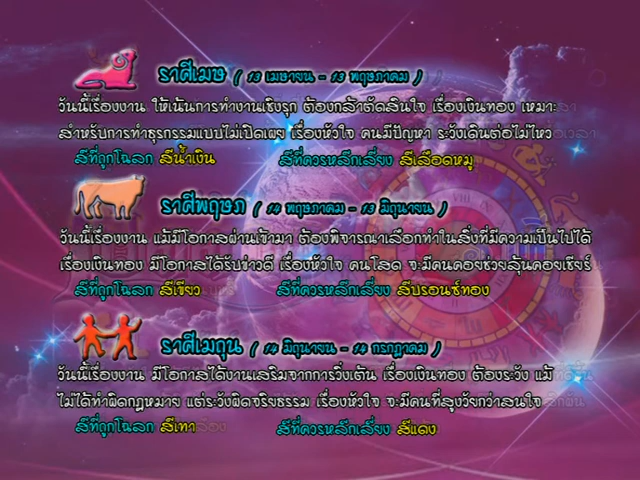 ราศีเมษ ( 13 เมษายน - 13 พฤษภาคม )
วันนี้เรื่องงาน ให้เน้นการทำงานเชิงรุก ต้องกล้าตัดสินใจ เรื่องเงินทอง เหมาะ
สำหรับการทำธุรกรรมแบบไม่เปิดเผย เรื่องหัวใจ คนมีปัญหา ระวังเดินต่อไม่ไหว
สีที่ถูกโฉลก สีน้ำเงิน สีที่ควรหลีกเลี่ยง สีเลือดหมู
ราศีพฤษภ ( 14 พฤษภาคม - 13 มิถุนายน )
วันนี้เรื่องงาน แม้มีโอกาสผ่านเข้ามา ต้องพิจารณาเลือกทำในสิ่งที่มีความเป็นไปได้
เรื่องเงินทอง มีโอกาสได้รับข่าวดี เรื่องหัวใจ คนโสด จะมีคนคอยช่วยลุ้นคอยเชียร์
สีที่ถูกโฉลก สีเขียว สีที่ควรหลีกเลี่ยง สีบรอนซ์ทอง
ราศีเมถุน ( 14 มิถุนายน - 14 กรกฎาคม )
วันนี้เรื่องงาน มีโอกาสได้งานเสริมจากการวิ่งเต้น เรื่องเงินทอง ต้องระวัง แม้
ไม่ได้ทำผิดกฎหมาย แต่ระวังผิดจริยธรรม เรื่องหัวใจ จะมีคนที่สูงวัยกว่าสนใจ
สีที่ถูกโฉลก สีเทา สีที่ควรหลีกเลี่ยง สีแดง